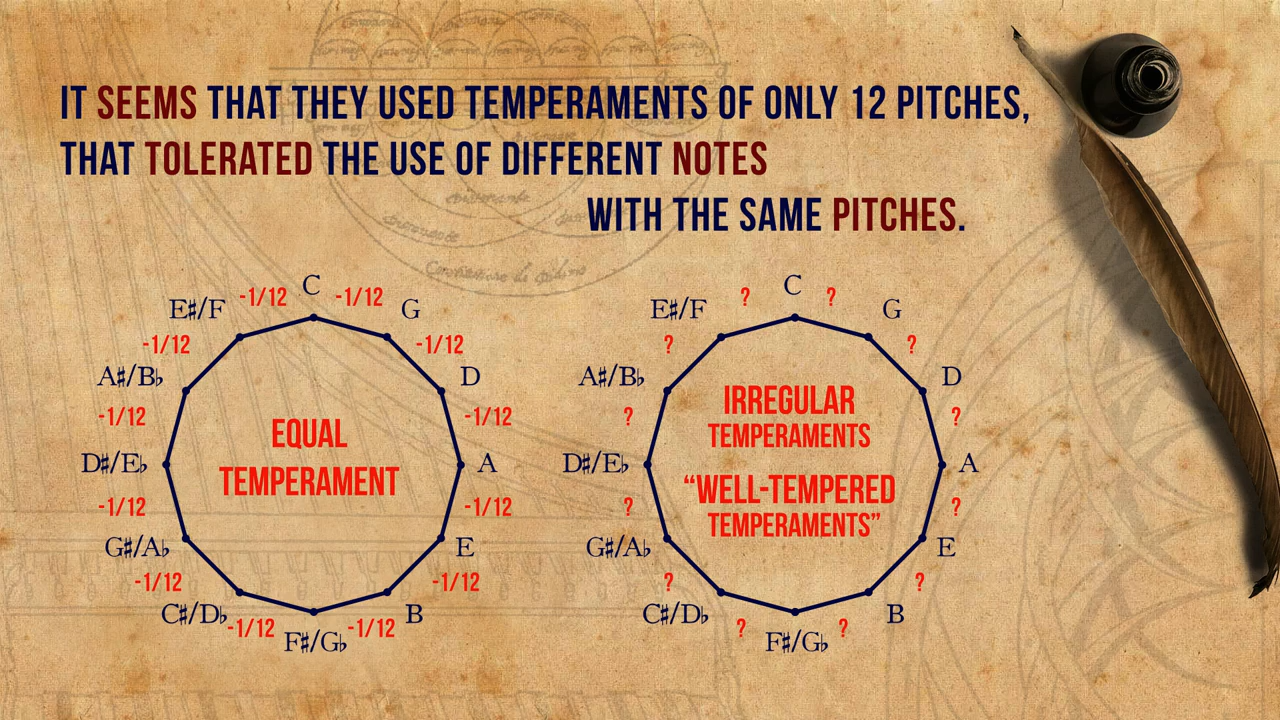 IT SEEMS THAT THEY USED TEMPERAMENTS OF ONLY 12 PITCHES,
THAT TOLERATED THE USE OF DIFFERENT NOTES
WITH THE SAME PITCHES.
C
-1/12
G
-1/12
D
-1/12
A
-1/12
E
-1/12
B
-1/12
F♯/G♭
-1/12
C♯/D♭
-1/12
G♯/A♭
-1/12
D♯/E♭
-1/12
A♯/B♭
-1/12
E♯/F
-1/12
EQUAL
TEMPERAMENT
C
?
G
?
D
?
A
?
E
?
B
?
F♯/G♭
?
C♯/D♭
?
G♯/A♭
?
D♯/E♭
?
A♯/B♭
?
E♯/F
?
IRREGULAR
TEMPERAMENTS
“WELL-TEMPERED
TEMPERAMENTS”